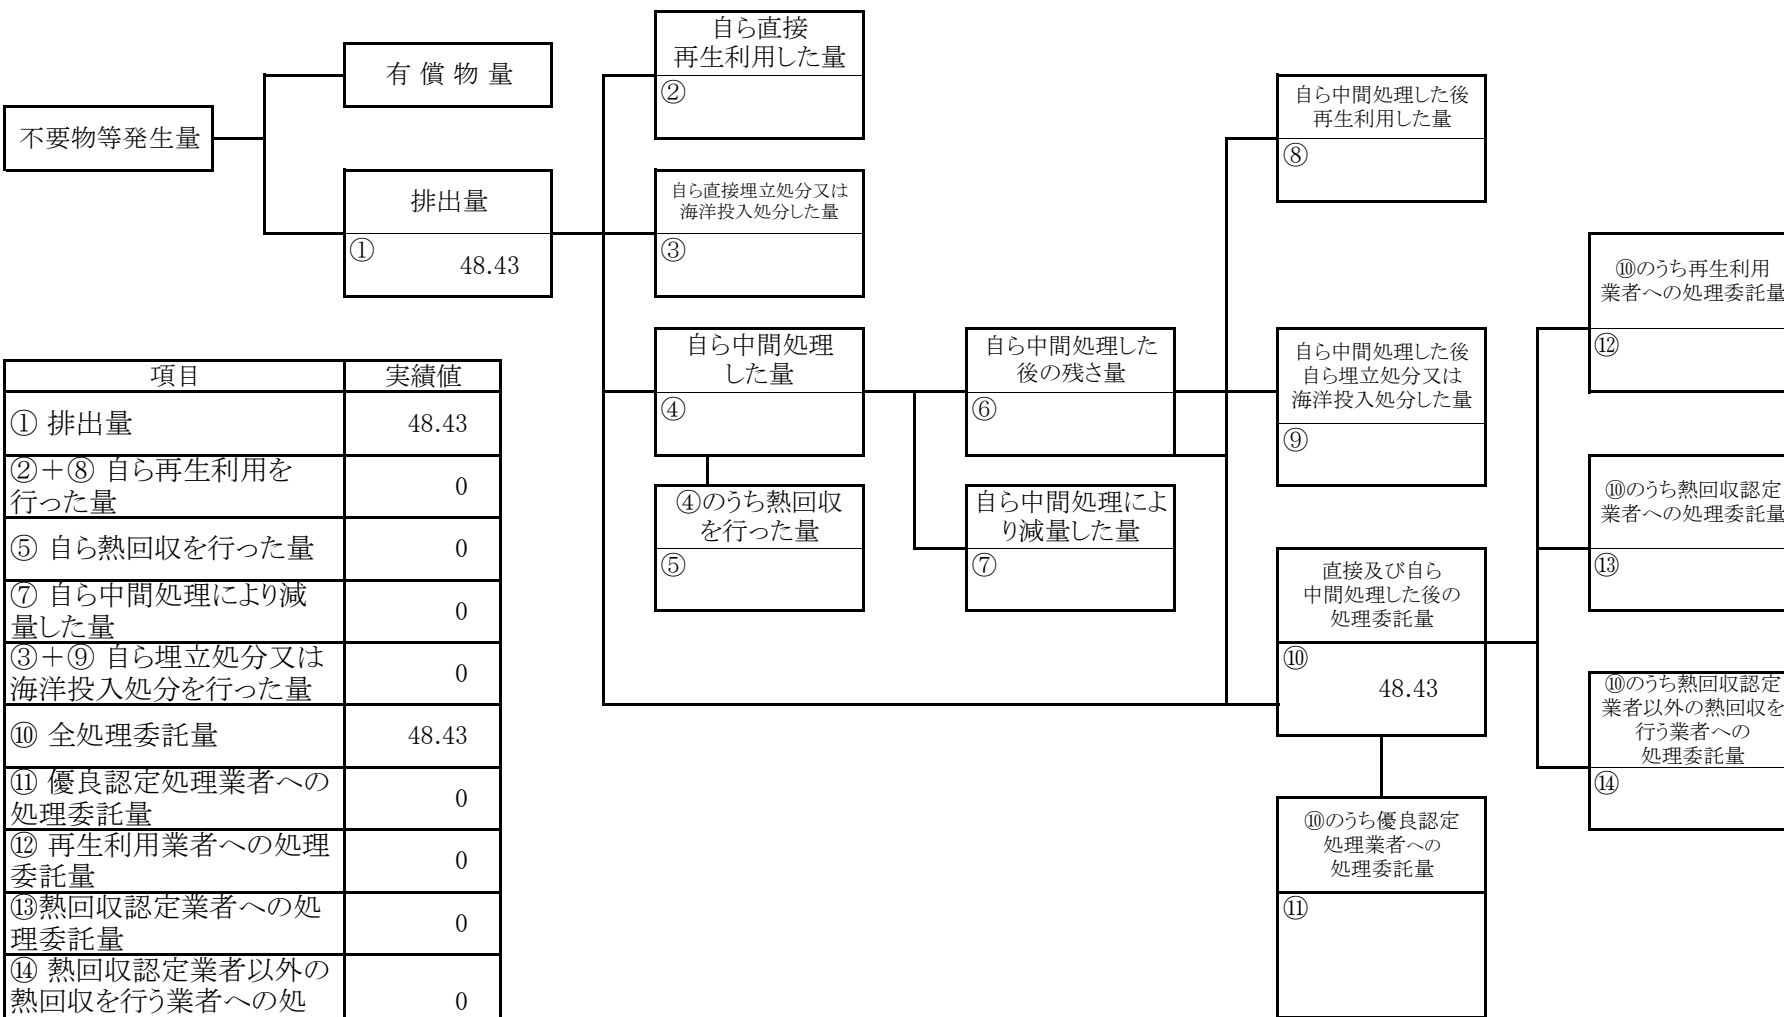 不要物等発生量
有 償 物 量
排出量
①
48.43
自ら直接
再生利用した量
②
自ら直接埋立処分又は
海洋投入処分した量
③
自ら中間処理
した量
④
④のうち熱回収
を行った量
⑤
自ら中間処理した
後の残さ量
⑥
自ら中間処理によ
り減量した量
⑦
自ら中間処理した後
再生利用した量
⑧
自ら中間処理した後
自ら埋立処分又は
海洋投入処分した量
⑨
直接及び自ら
中間処理した後の
処理委託量
⑩
48.43
⑩のうち優良認定
処理業者への
処理委託量
⑪
⑩のうち再生利用
業者への処理委託量
⑫
⑩のうち熱回収認定
業者への処理委託量
⑬
⑩のうち熱回収認定
業者以外の熱回収を
行う業者への
処理委託量
⑭
項目 実績値
① 排出量 48.43
②＋⑧ 自ら再生利用を
行った量 0
⑤ 自ら熱回収を行った量 0
⑦ 自ら中間処理により減
量した量 0
③＋⑨ 自ら埋立処分又は
海洋投入処分を行った量 0
⑩ 全処理委託量 48.43
⑪ 優良認定処理業者への
処理委託量 0
⑫ 再生利用業者への処理
委託量 0
⑬熱回収認定業者への処
理委託量 0
⑭ 熱回収認定業者以外の
熱回収を行う業者への処 0